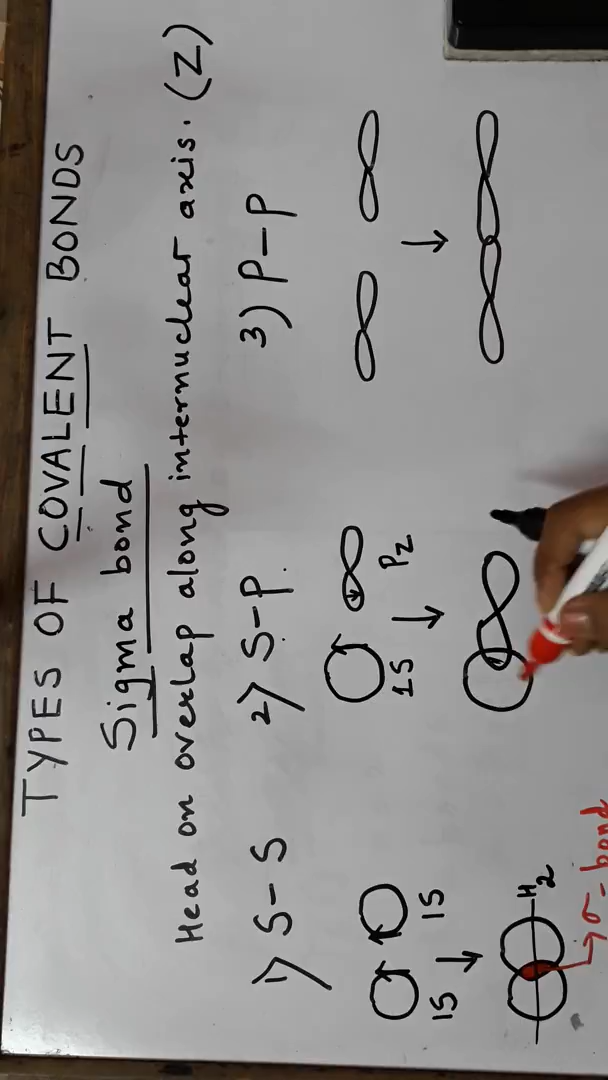 TYPES OF COVALENT BONDS
Sigma bond
Head on overlap along internuclear axis. (Z)
1) S-S 2) S-P. 3) P-P
1S 1S 1S PZ
H2
σ-bond